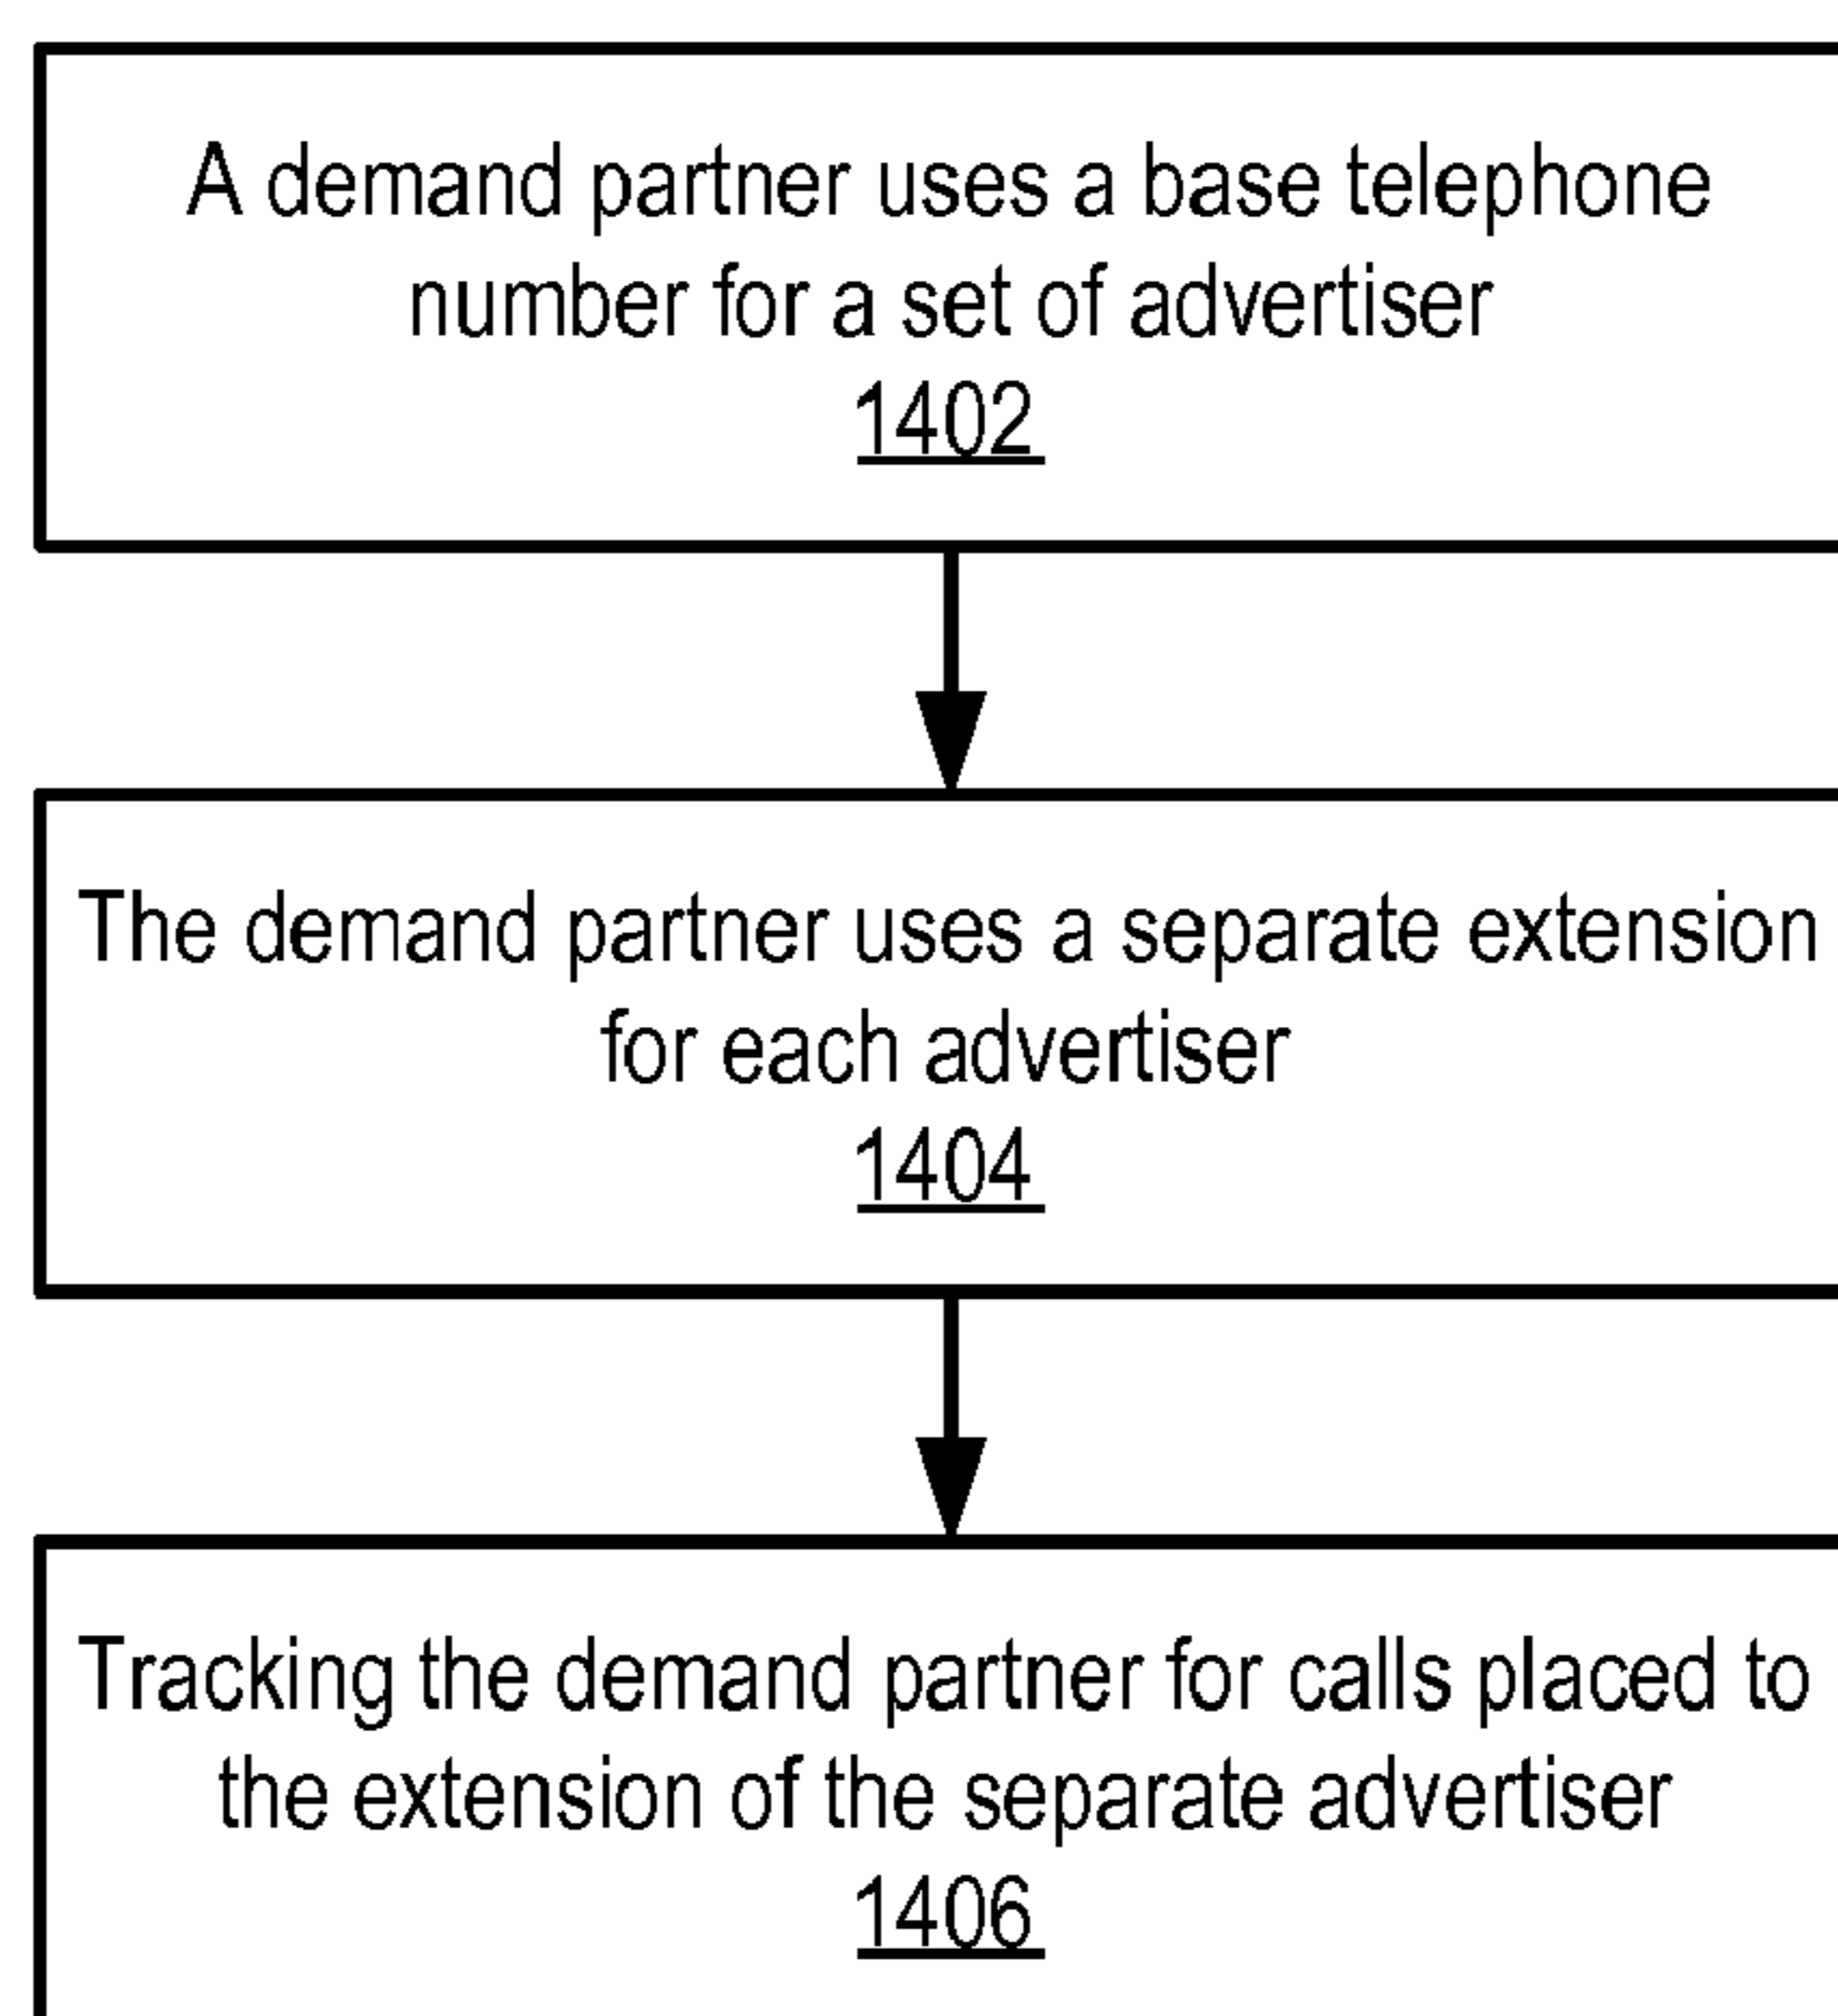 A demand partner uses a base telephone
number for a set of advertiser
1402
The demand partner uses a separate extension
for each advertiser
1404
Tracking the demand partner for calls placed to
the extension of the separate advertiser
1406